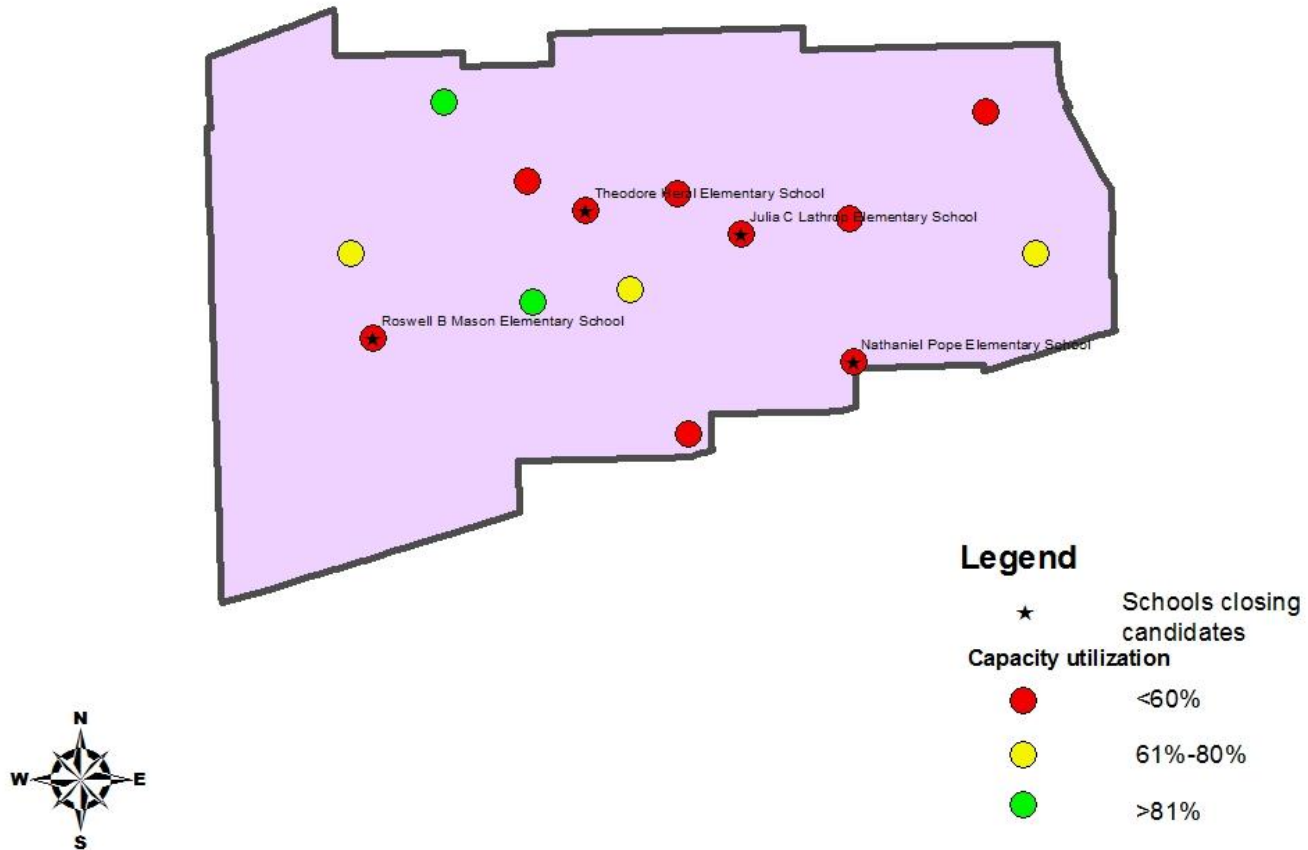 Theodore Herzl Elementary School
Julia C Lathrop Elementary School
Roswell B Mason Elementary School
Nathaniel Pope Elementary School
Legend
Schools closing
candidates
Capacity utilization
<60%
61%-80%
>81%
N
W E
S